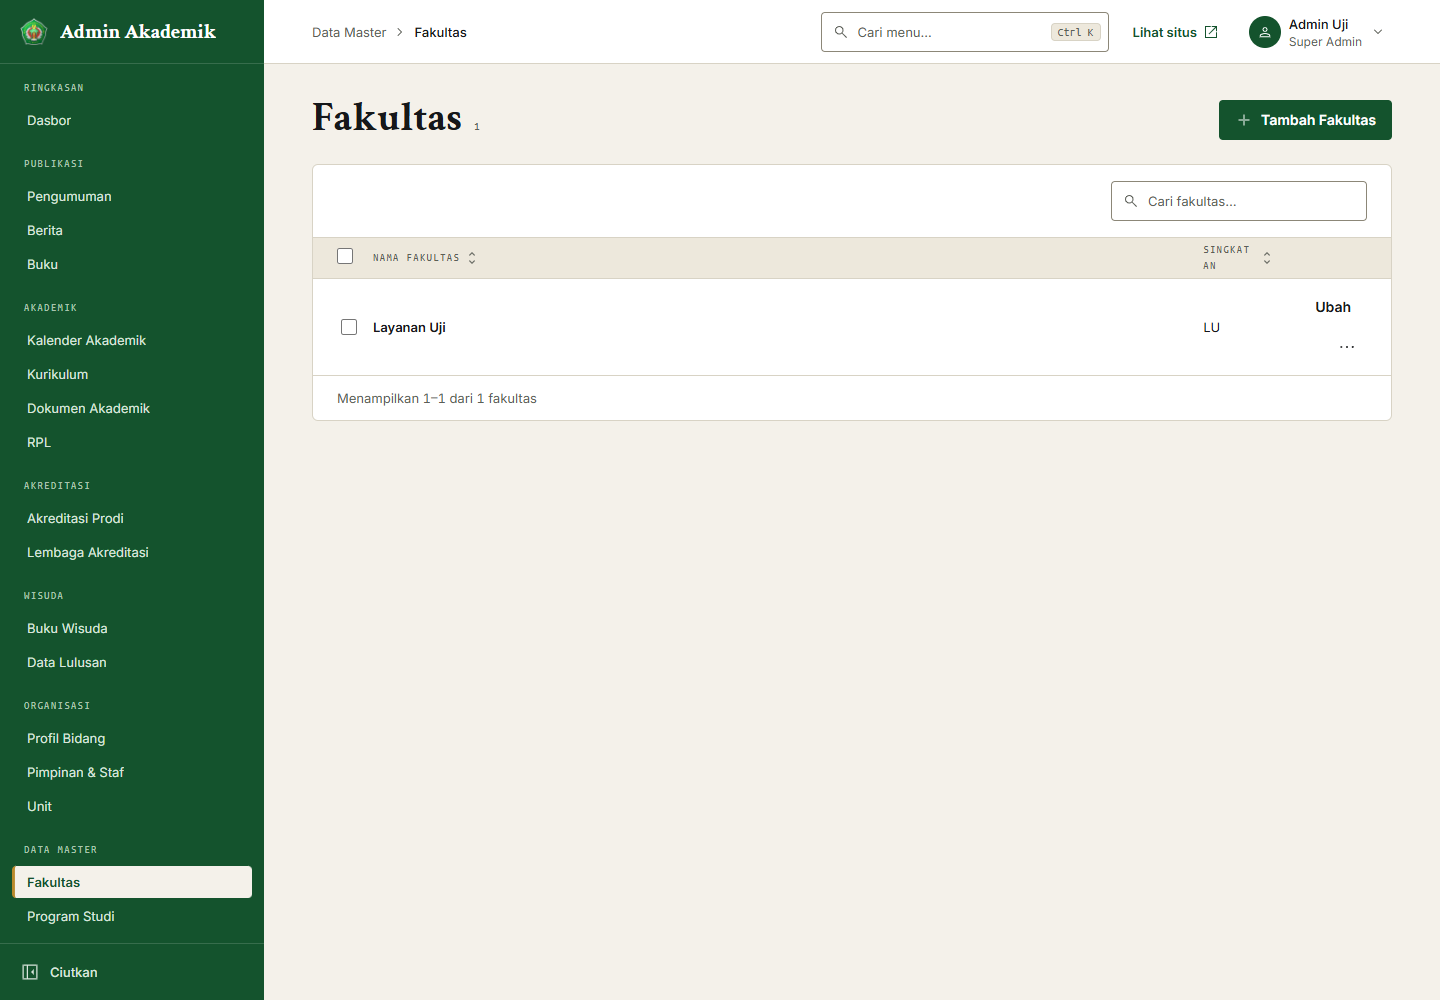 Admin Akademik
RINGKASAN
Dasbor
PUBLIKASI
Pengumuman
Berita
Buku
AKADEMIK
Kalender Akademik
Kurikulum
Dokumen Akademik
RPL
AKREDITASI
Akreditasi Prodi
Lembaga Akreditasi
WISUDA
Buku Wisuda
Data Lulusan
ORGANISASI
Profil Bidang
Pimpinan & Staf
Unit
DATA MASTER
Fakultas
Program Studi
Ciutkan
Data Master > Fakultas
Cari menu... Ctrl K
Lihat situs
Admin Uji
Super Admin
Fakultas 1
+ Tambah Fakultas
Cari fakultas...
NAMA FAKULTAS
SINGKAT
AN
Layanan Uji
LU
Ubah
...
Menampilkan 1–1 dari 1 fakultas